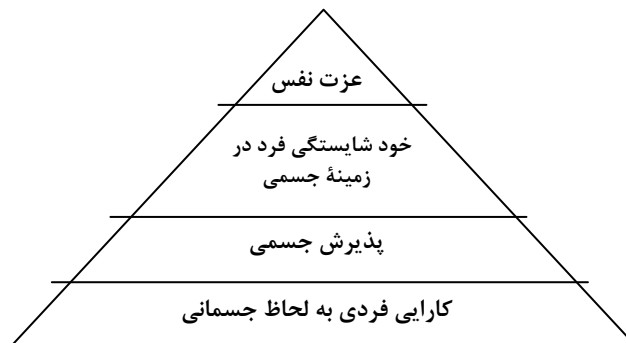 عزت نفس
خود شایستگی فرد در
زمینهٔ جسمی
پذیرش جسمی
کارایی فردی به لحاظ جسمانی